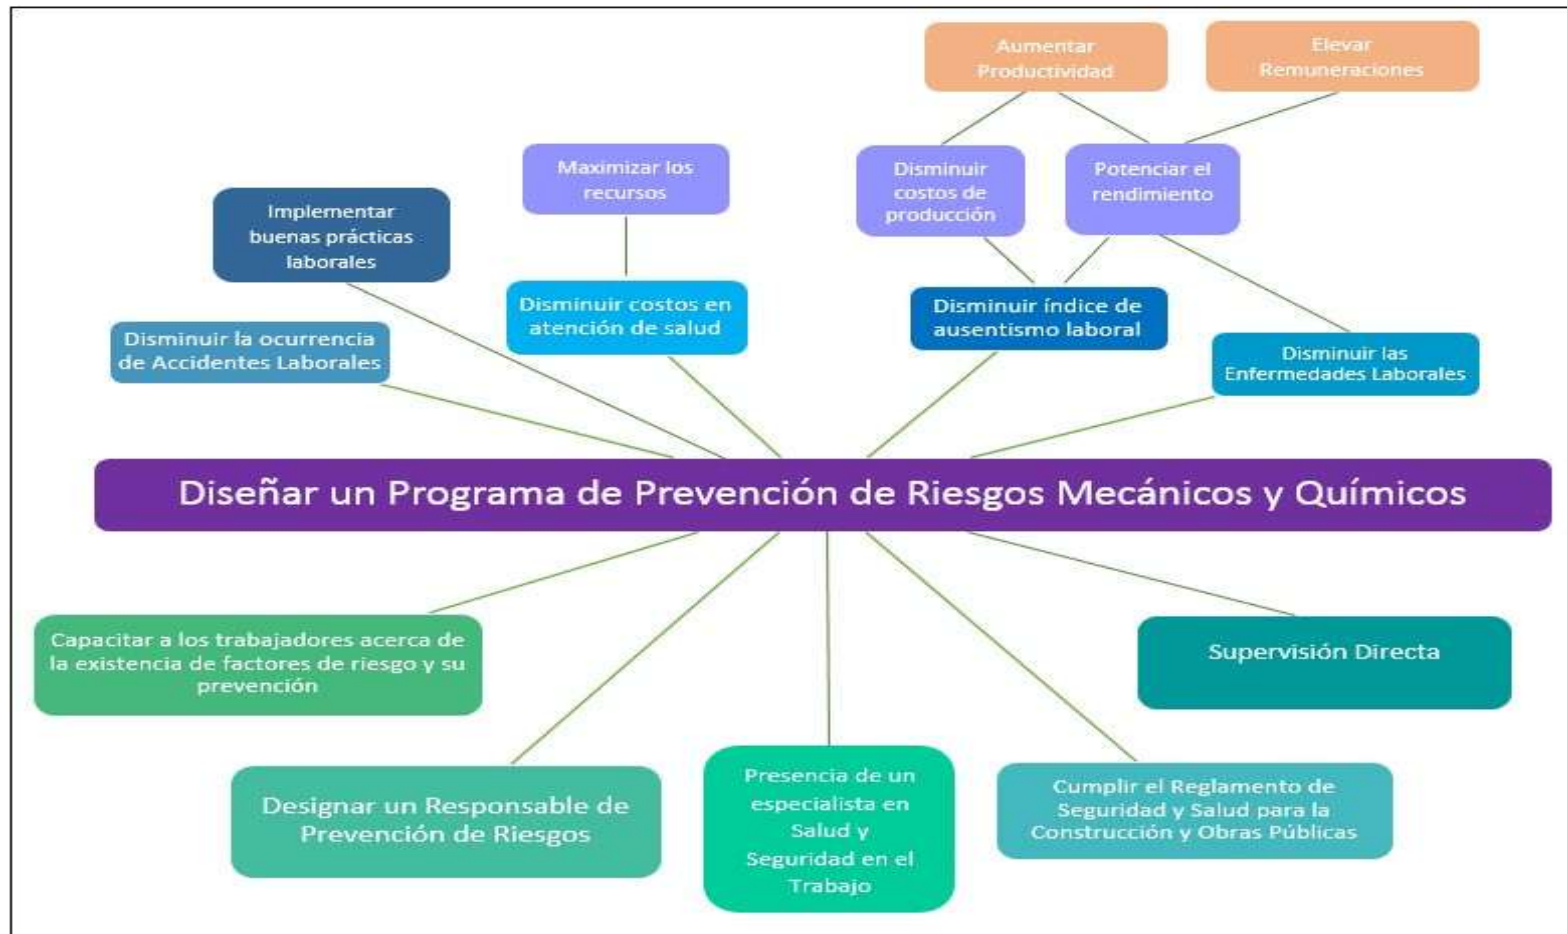 Aumentar
Productividad
Elevar
Remuneraciones
Maximizar los
recursos
Disminuir
costos de
producción
Potenciar el
rendimiento
Implementar
buenas prácticas
laborales
Disminuir costos en
atención de salud
Disminuir índice de
ausentismo laboral
Disminuir la ocurrencia
de Accidentes Laborales
Disminuir las
Enfermedades Laborales
Diseñar un Programa de Prevención de Riesgos Mecánicos y Químicos
Capacitar a los trabajadores acerca de
la existencia de factores de riesgo y su
prevención
Supervisión Directa
Designar un Responsable de
Prevención de Riesgos
Presencia de un
especialista en
Salud y
Seguridad en el
Trabajo
Cumplir el Reglamento de
Seguridad y Salud para la
Construcción y Obras Públicas